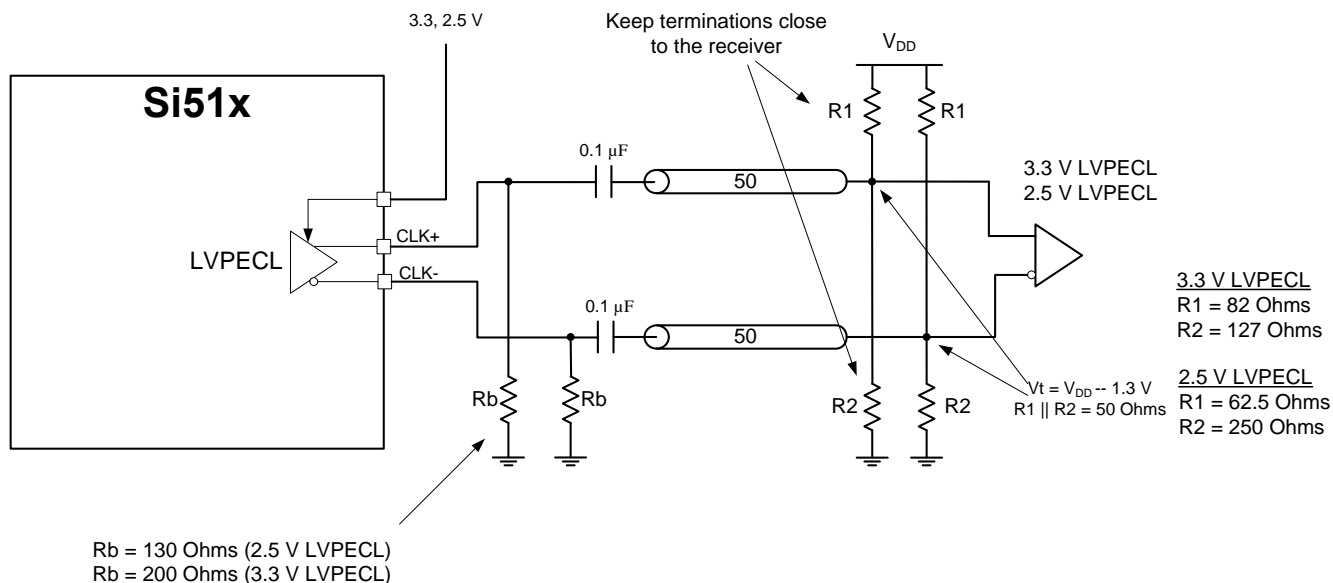 3.3, 2.5 V
Keep terminations close
to the receiver
V_DD
Si51x
R1
R1
0.1 μF
50
3.3 V LVPECL
2.5 V LVPECL
CLK+
LVPECL
CLK-
0.1 μF
50
3.3 V LVPECL
R1 = 82 Ohms
R2 = 127 Ohms
Rb
Rb
R2
R2
Vt = V_DD -- 1.3 V
R1 || R2 = 50 Ohms
2.5 V LVPECL
R1 = 62.5 Ohms
R2 = 250 Ohms
Rb = 130 Ohms (2.5 V LVPECL)
Rb = 200 Ohms (3.3 V LVPECL)